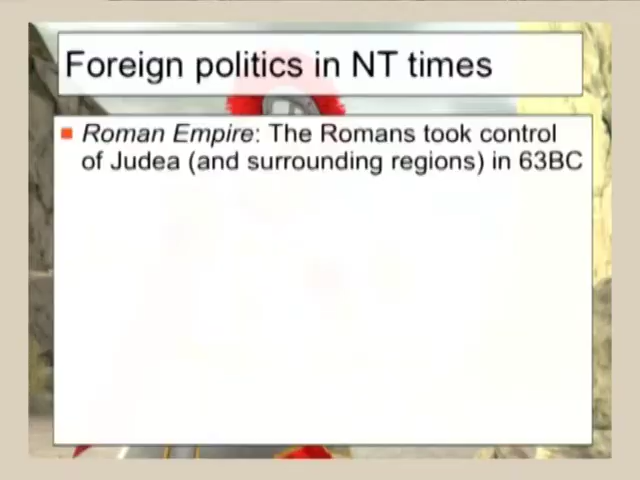 Foreign politics in NT times
Roman Empire: The Romans took control
of Judea (and surrounding regions) in 63BC